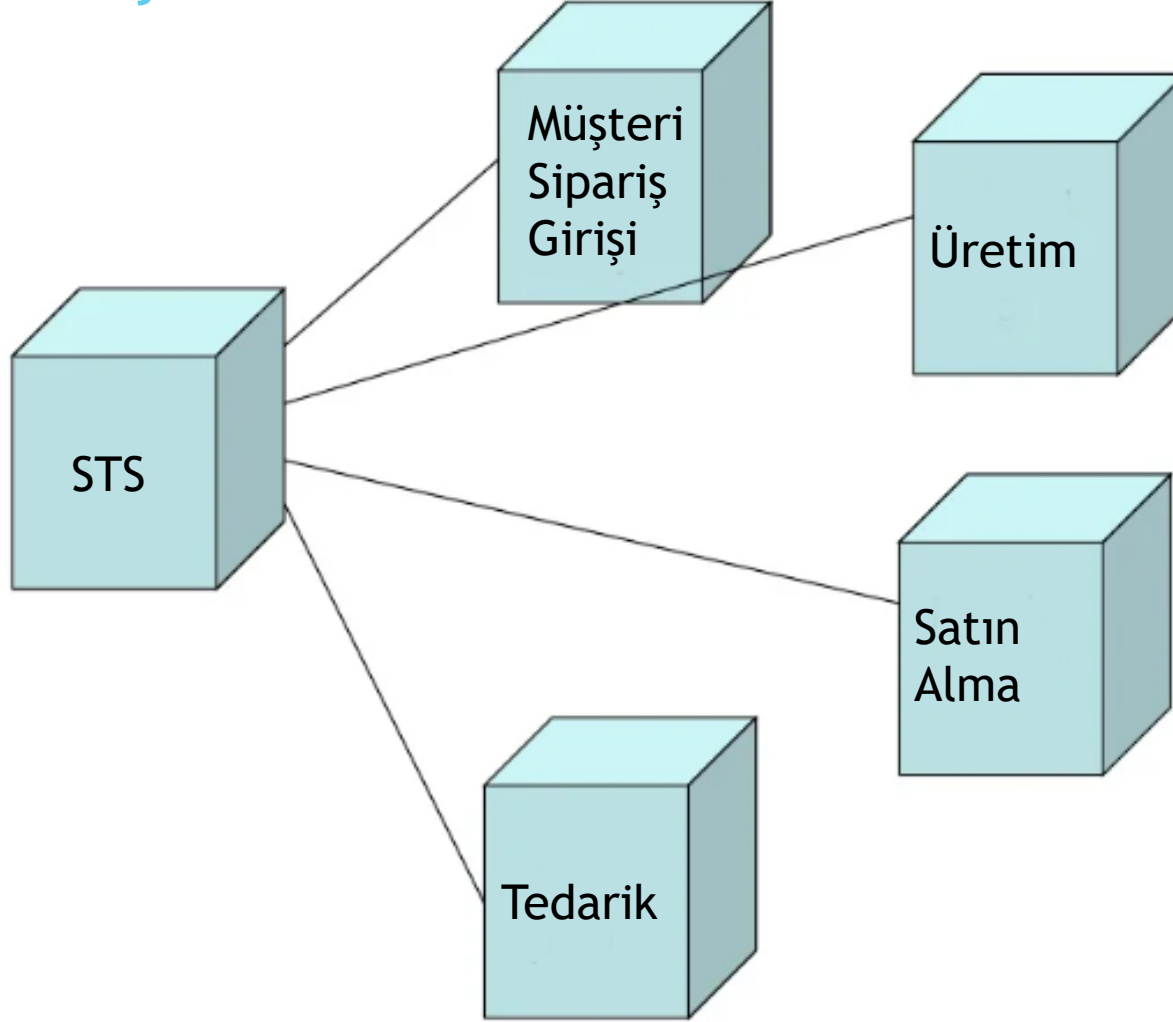 Müşteri
Sipariş
Girişi
Üretim
STS
Satın
Alma
Tedarik